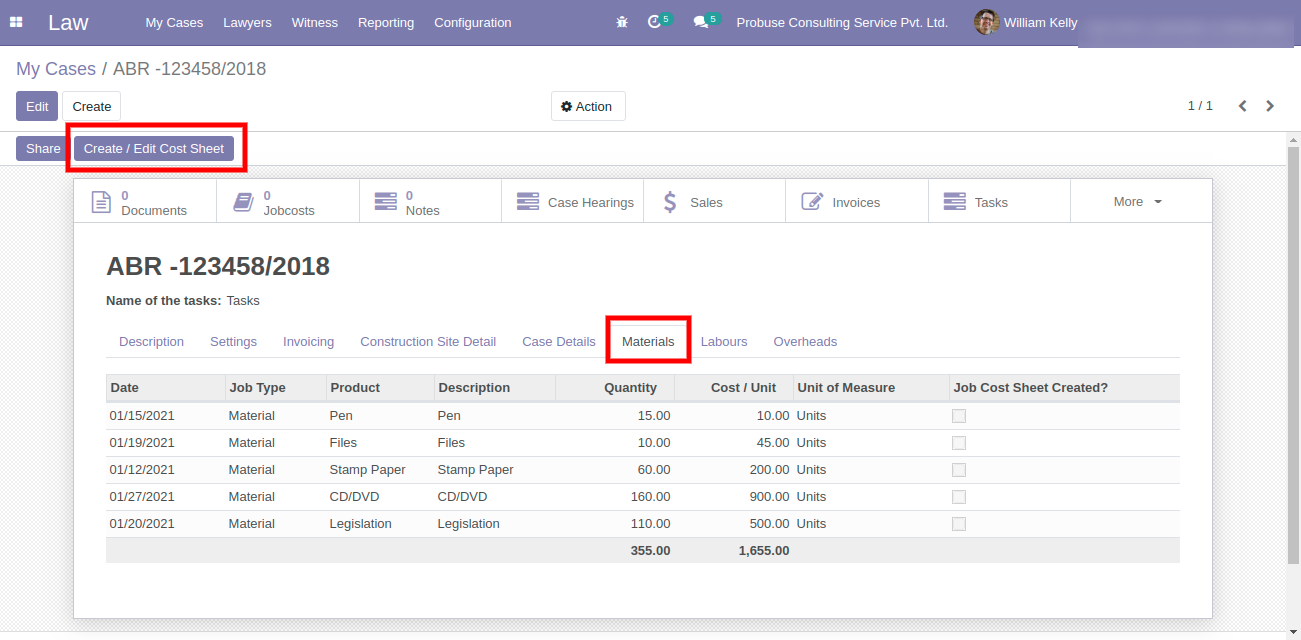 Law My Cases Lawyers Witness Reporting Configuration 5 5 Probuse Consulting Service Pvt. Ltd. William Kelly
My Cases / ABR -123458/2018
Edit Create Action 1 / 1
Share Create / Edit Cost Sheet
0 Documents 0 Jobcosts 0 Notes Case Hearings Sales Invoices Tasks More
ABR -123458/2018
Name of the tasks: Tasks
Description Settings Invoicing Construction Site Detail Case Details Materials Labours Overheads
Date Job Type Product Description Quantity Cost / Unit Unit of Measure Job Cost Sheet Created?
01/15/2021 Material Pen Pen 15.00 10.00 Units
01/19/2021 Material Files Files 10.00 45.00 Units
01/12/2021 Material Stamp Paper Stamp Paper 60.00 200.00 Units
01/27/2021 Material CD/DVD CD/DVD 160.00 900.00 Units
01/20/2021 Material Legislation Legislation 110.00 500.00 Units
355.00 1,655.00